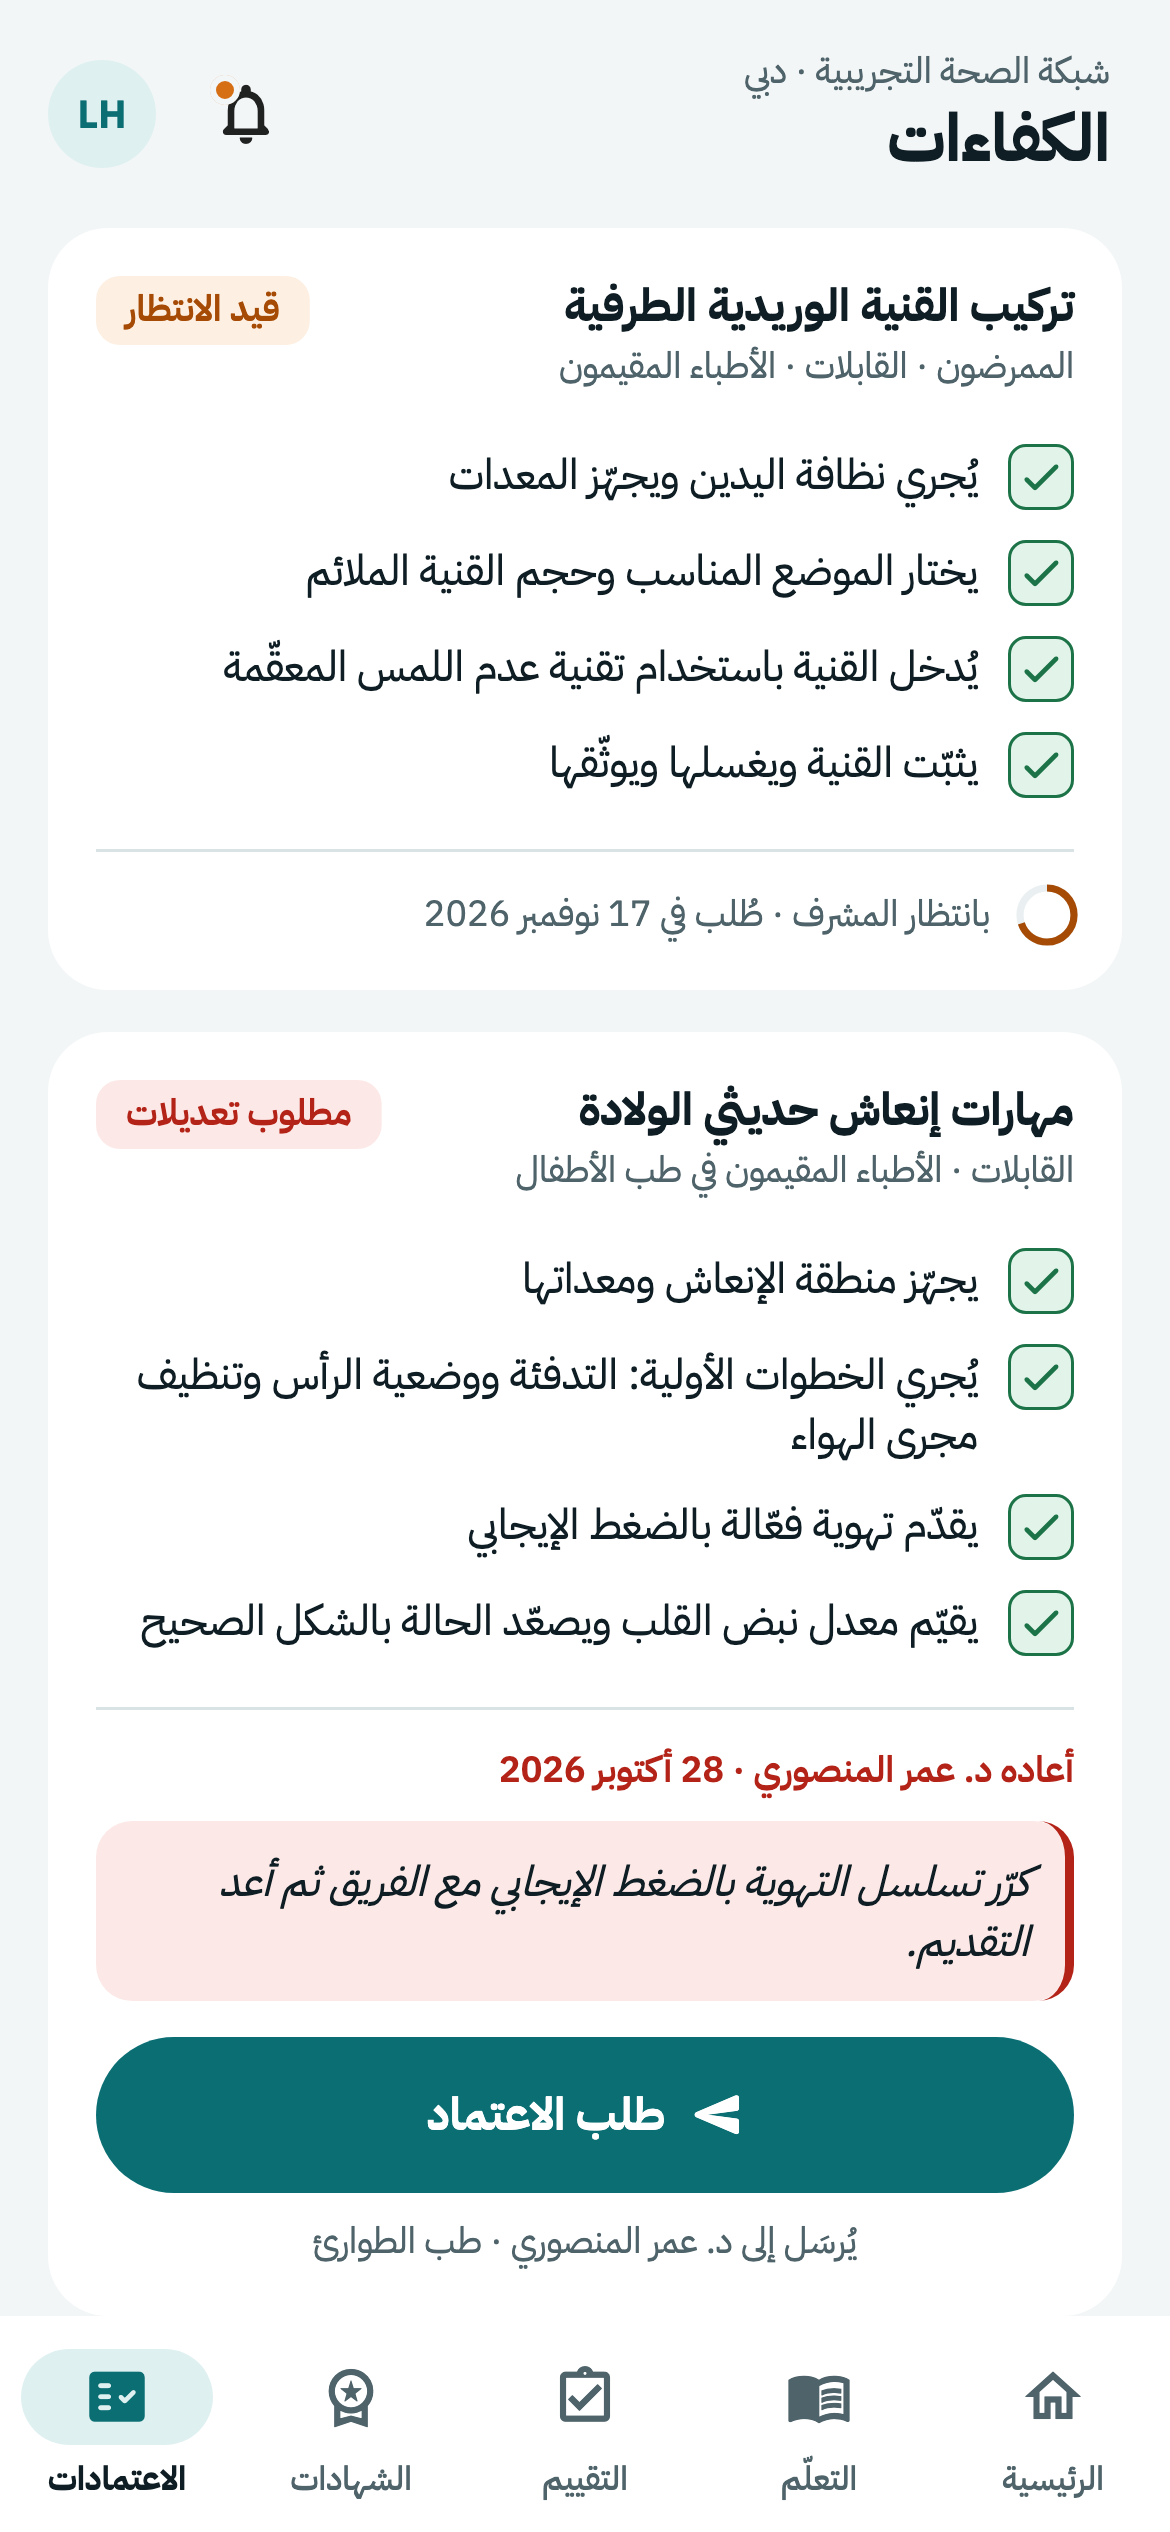 شبكة الصحة التجريبية · دبي
الكفاءات
LH
تركيب القنية الوريدية الطرفية
قيد الانتظار
الممرضون · القابلات · الأطباء المقيمون
يُجري نظافة اليدين ويجهّز المعدات
يختار الموضع المناسب وحجم القنية الملائم
يُدخل القنية باستخدام تقنية عدم اللمس المعقّمة
يثبّت القنية ويغسلها ويوثّقها
بانتظار المشرف · طُلب في 17 نوفمبر 2026
مهارات إنعاش حديثي الولادة
مطلوب تعديلات
القابلات · الأطباء المقيمون في طب الأطفال
يجهّز منطقة الإنعاش ومعداتها
يُجري الخطوات الأولية: التدفئة ووضعية الرأس وتنظيف
مجرى الهواء
يقدّم تهوية فعّالة بالضغط الإيجابي
يقيّم معدل نبض القلب ويصعّد الحالة بالشكل الصحيح
أعاده د. عمر المنصوري · 28 أكتوبر 2026
كرّر تسلسل التهوية بالضغط الإيجابي مع الفريق ثم أعد
التقديم.
طلب الاعتماد
يُرسَل إلى د. عمر المنصوري · طب الطوارئ
الرئيسية
التعلّم
التقييم
الشهادات
الاعتمادات